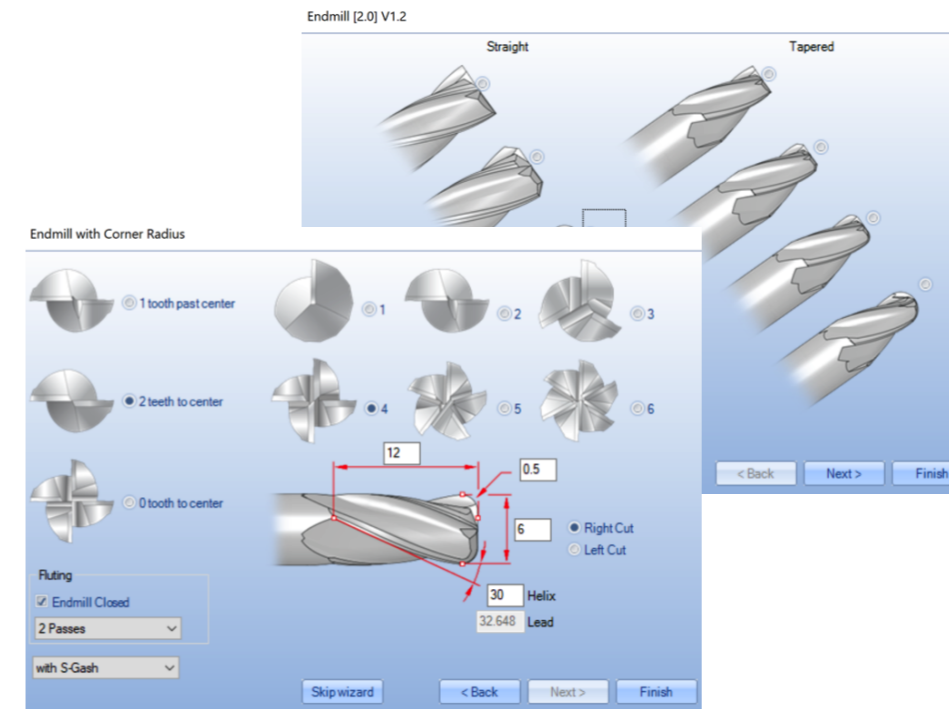 Endmill [2.0] V1.2
Straight
Tapered
< Back
Next >
Finish
Endmill with Corner Radius
1 tooth past center
1
2
3
2 teeth to center
4
5
6
12
0.5
0 tooth to center
6
Right Cut
Left Cut
Fluting
Endmill Closed
30 Helix
2 Passes
32.648 Lead
with S-Gash
Skip wizard
< Back
Next >
Finish